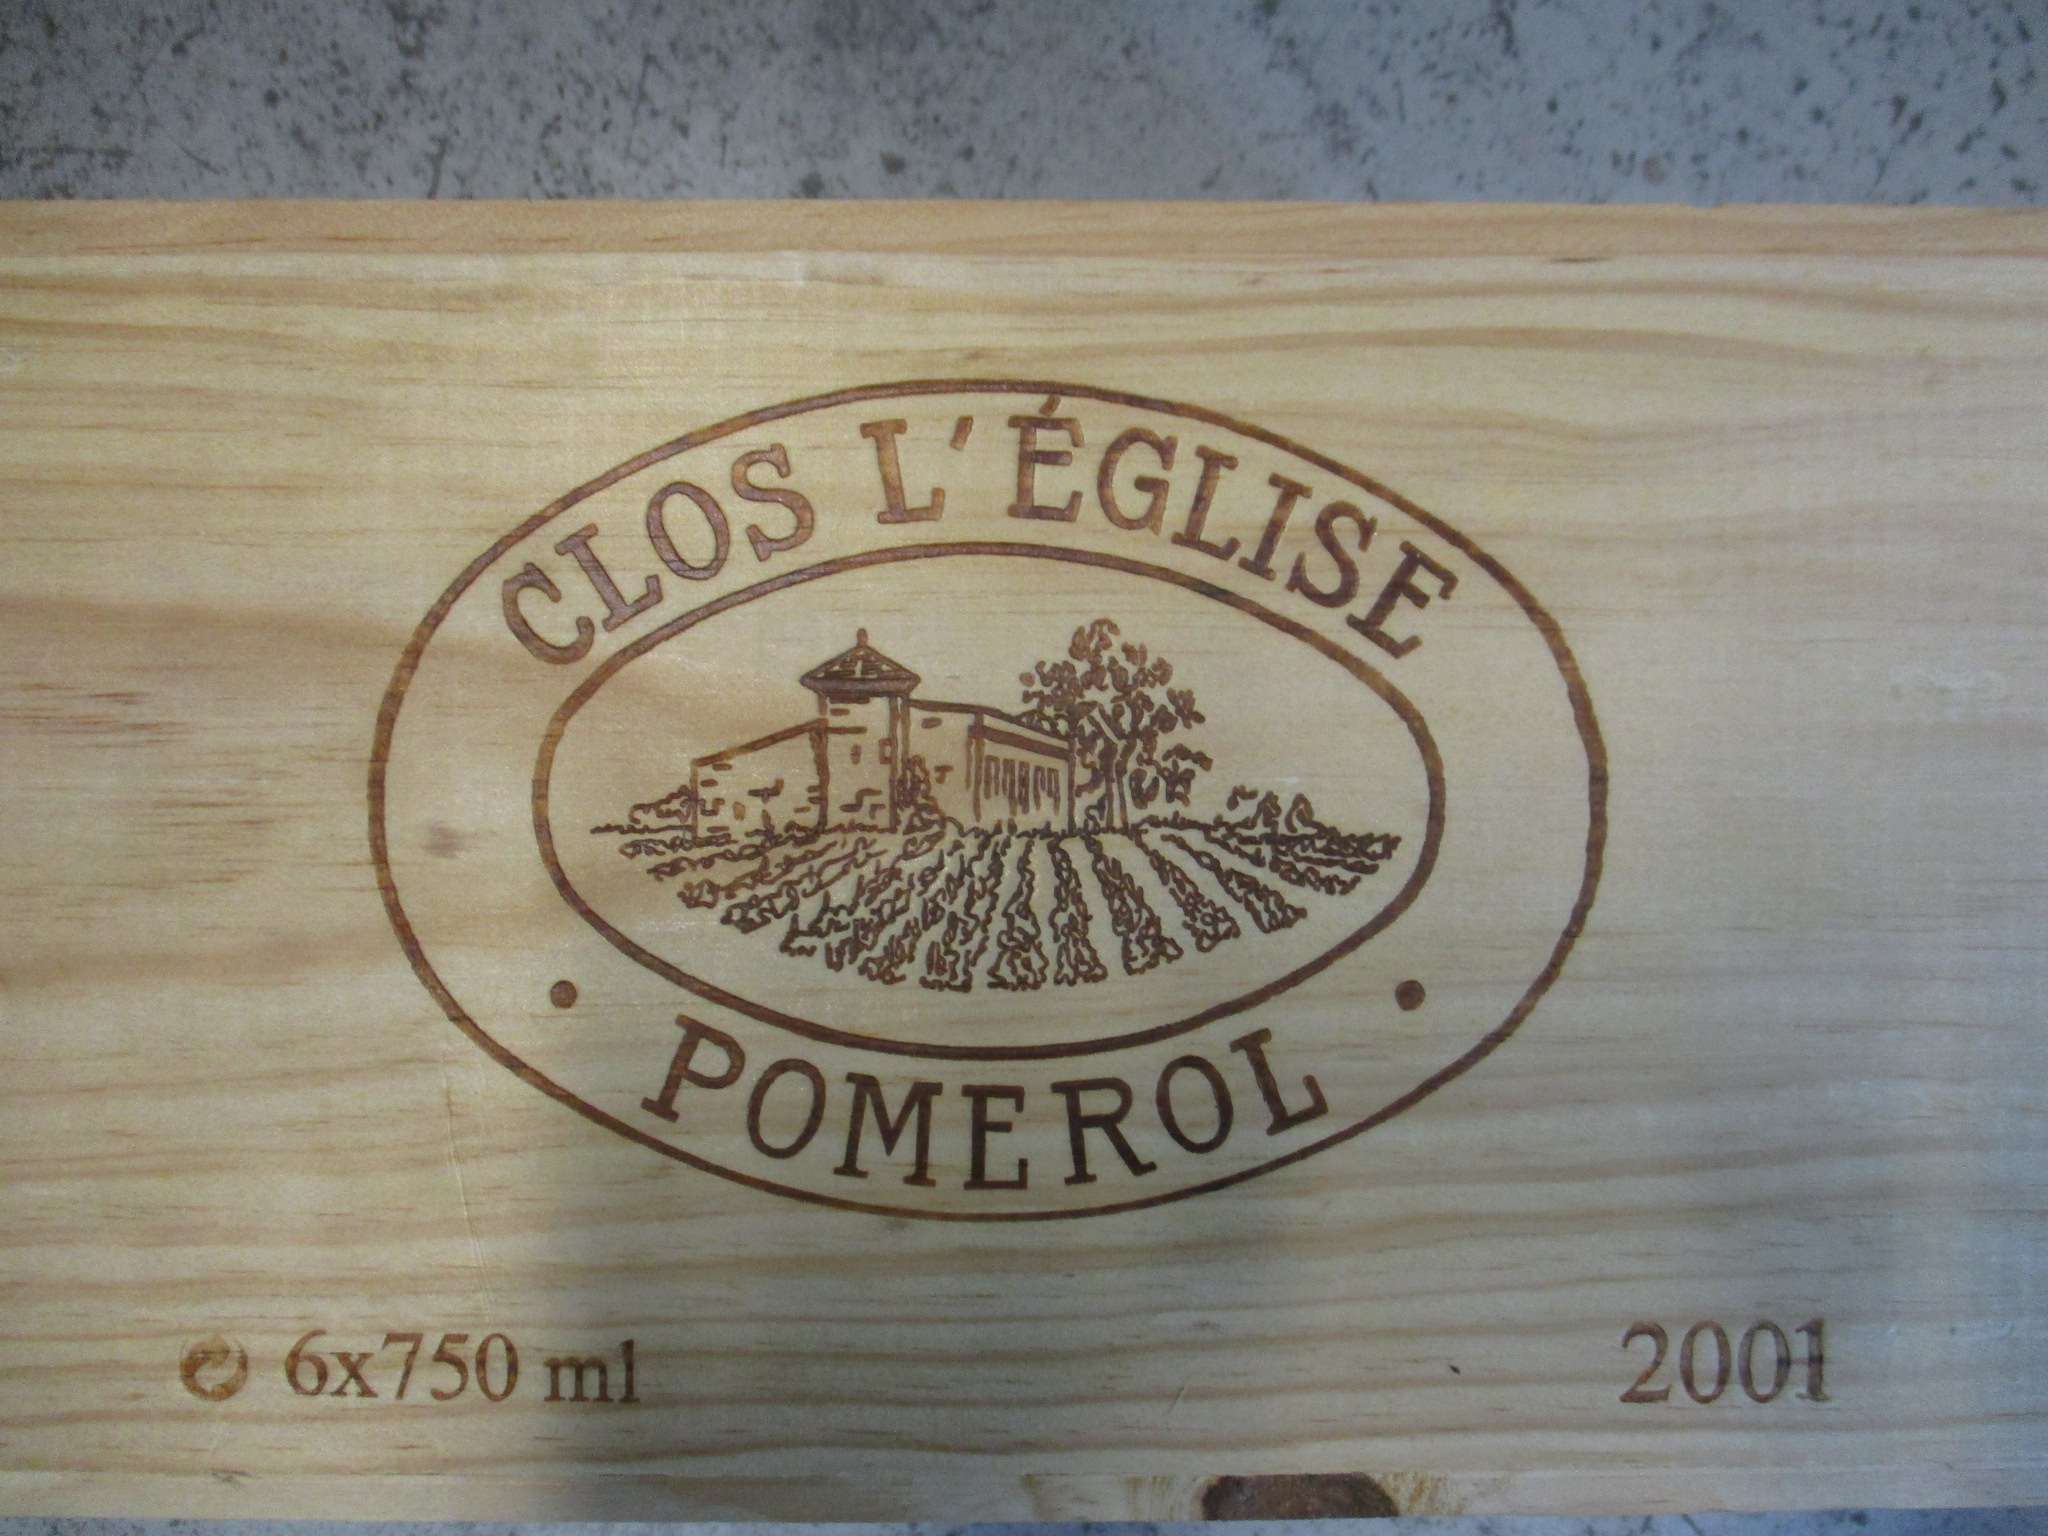 CLOS L'ÉGLISE
POMEROL
6x750 ml
2001